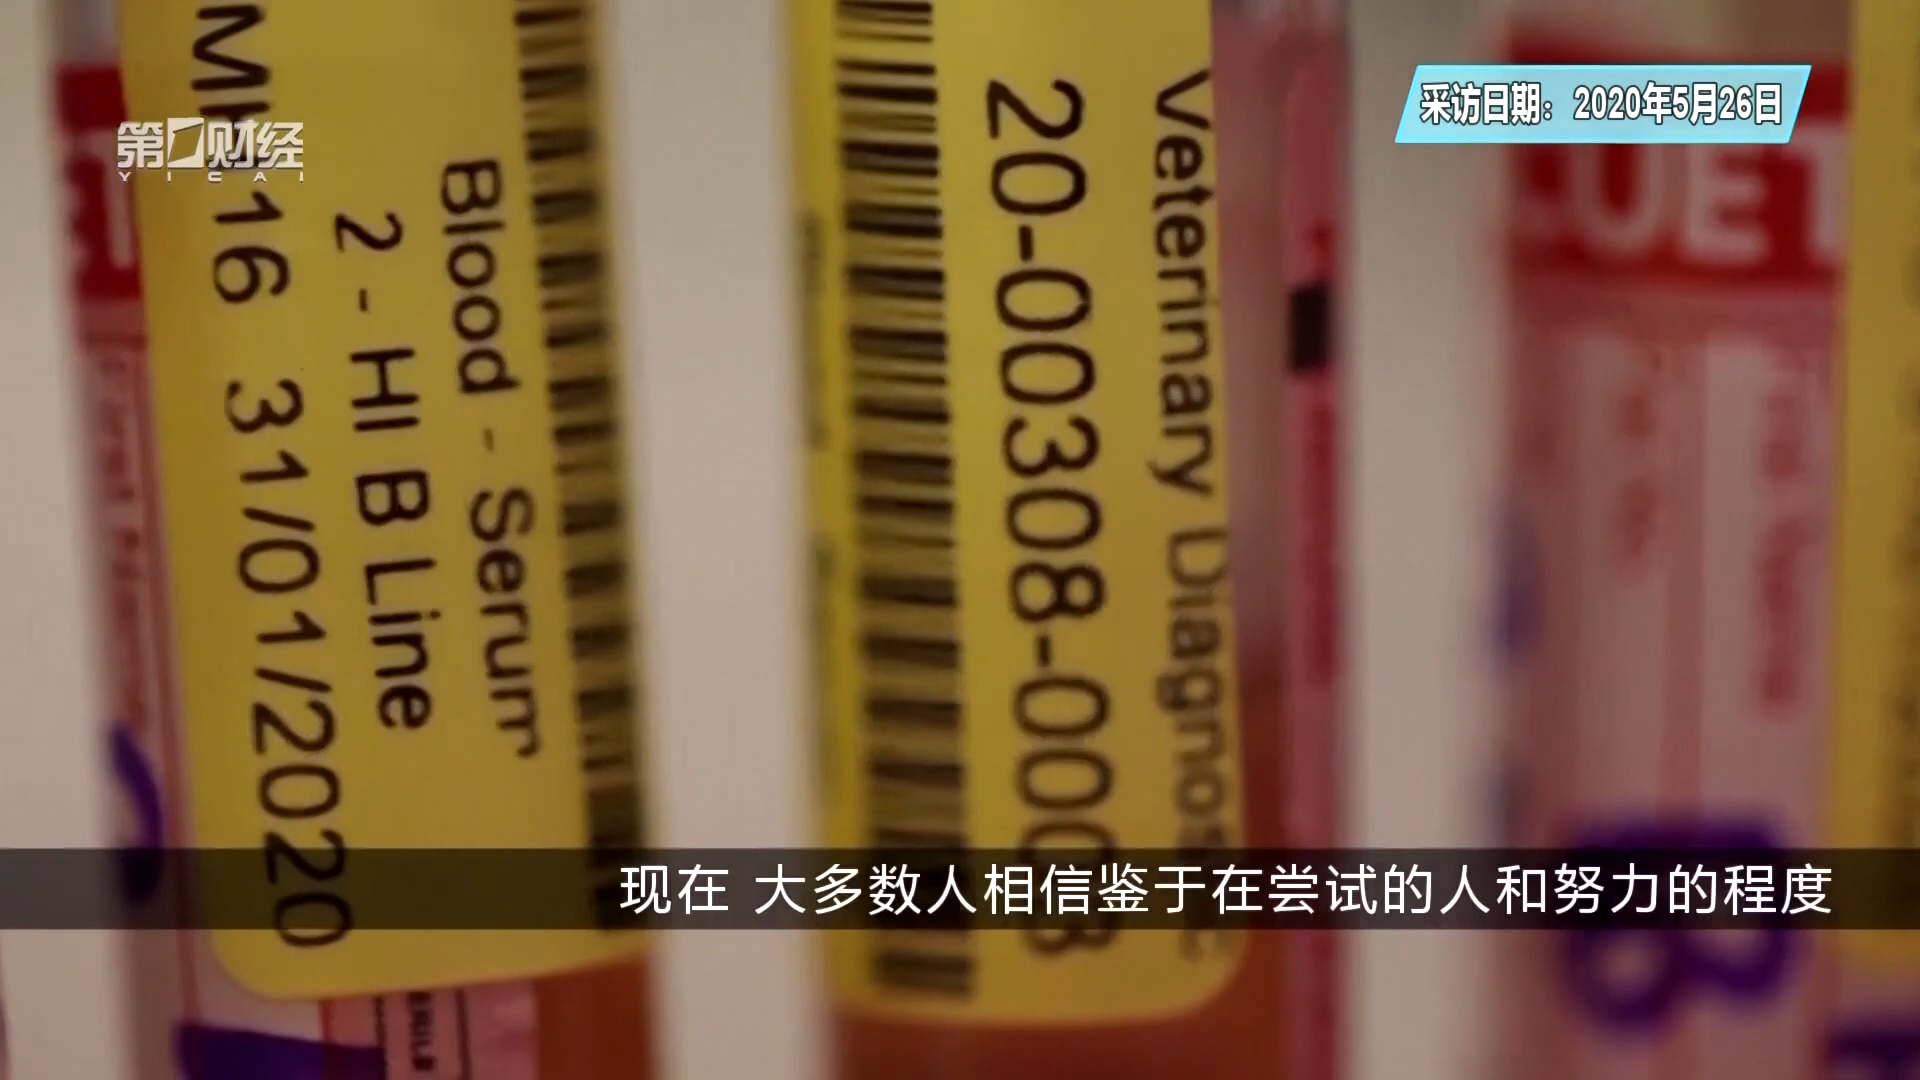 第一财经
YICAI
采访日期：2020年5月26日
16 31/01/2020
2 - HI B Line
Blood - Serum
20-00308-0003
Veterinary Diagnostic
现在 大多数人相信鉴于在尝试的人和努力的程度